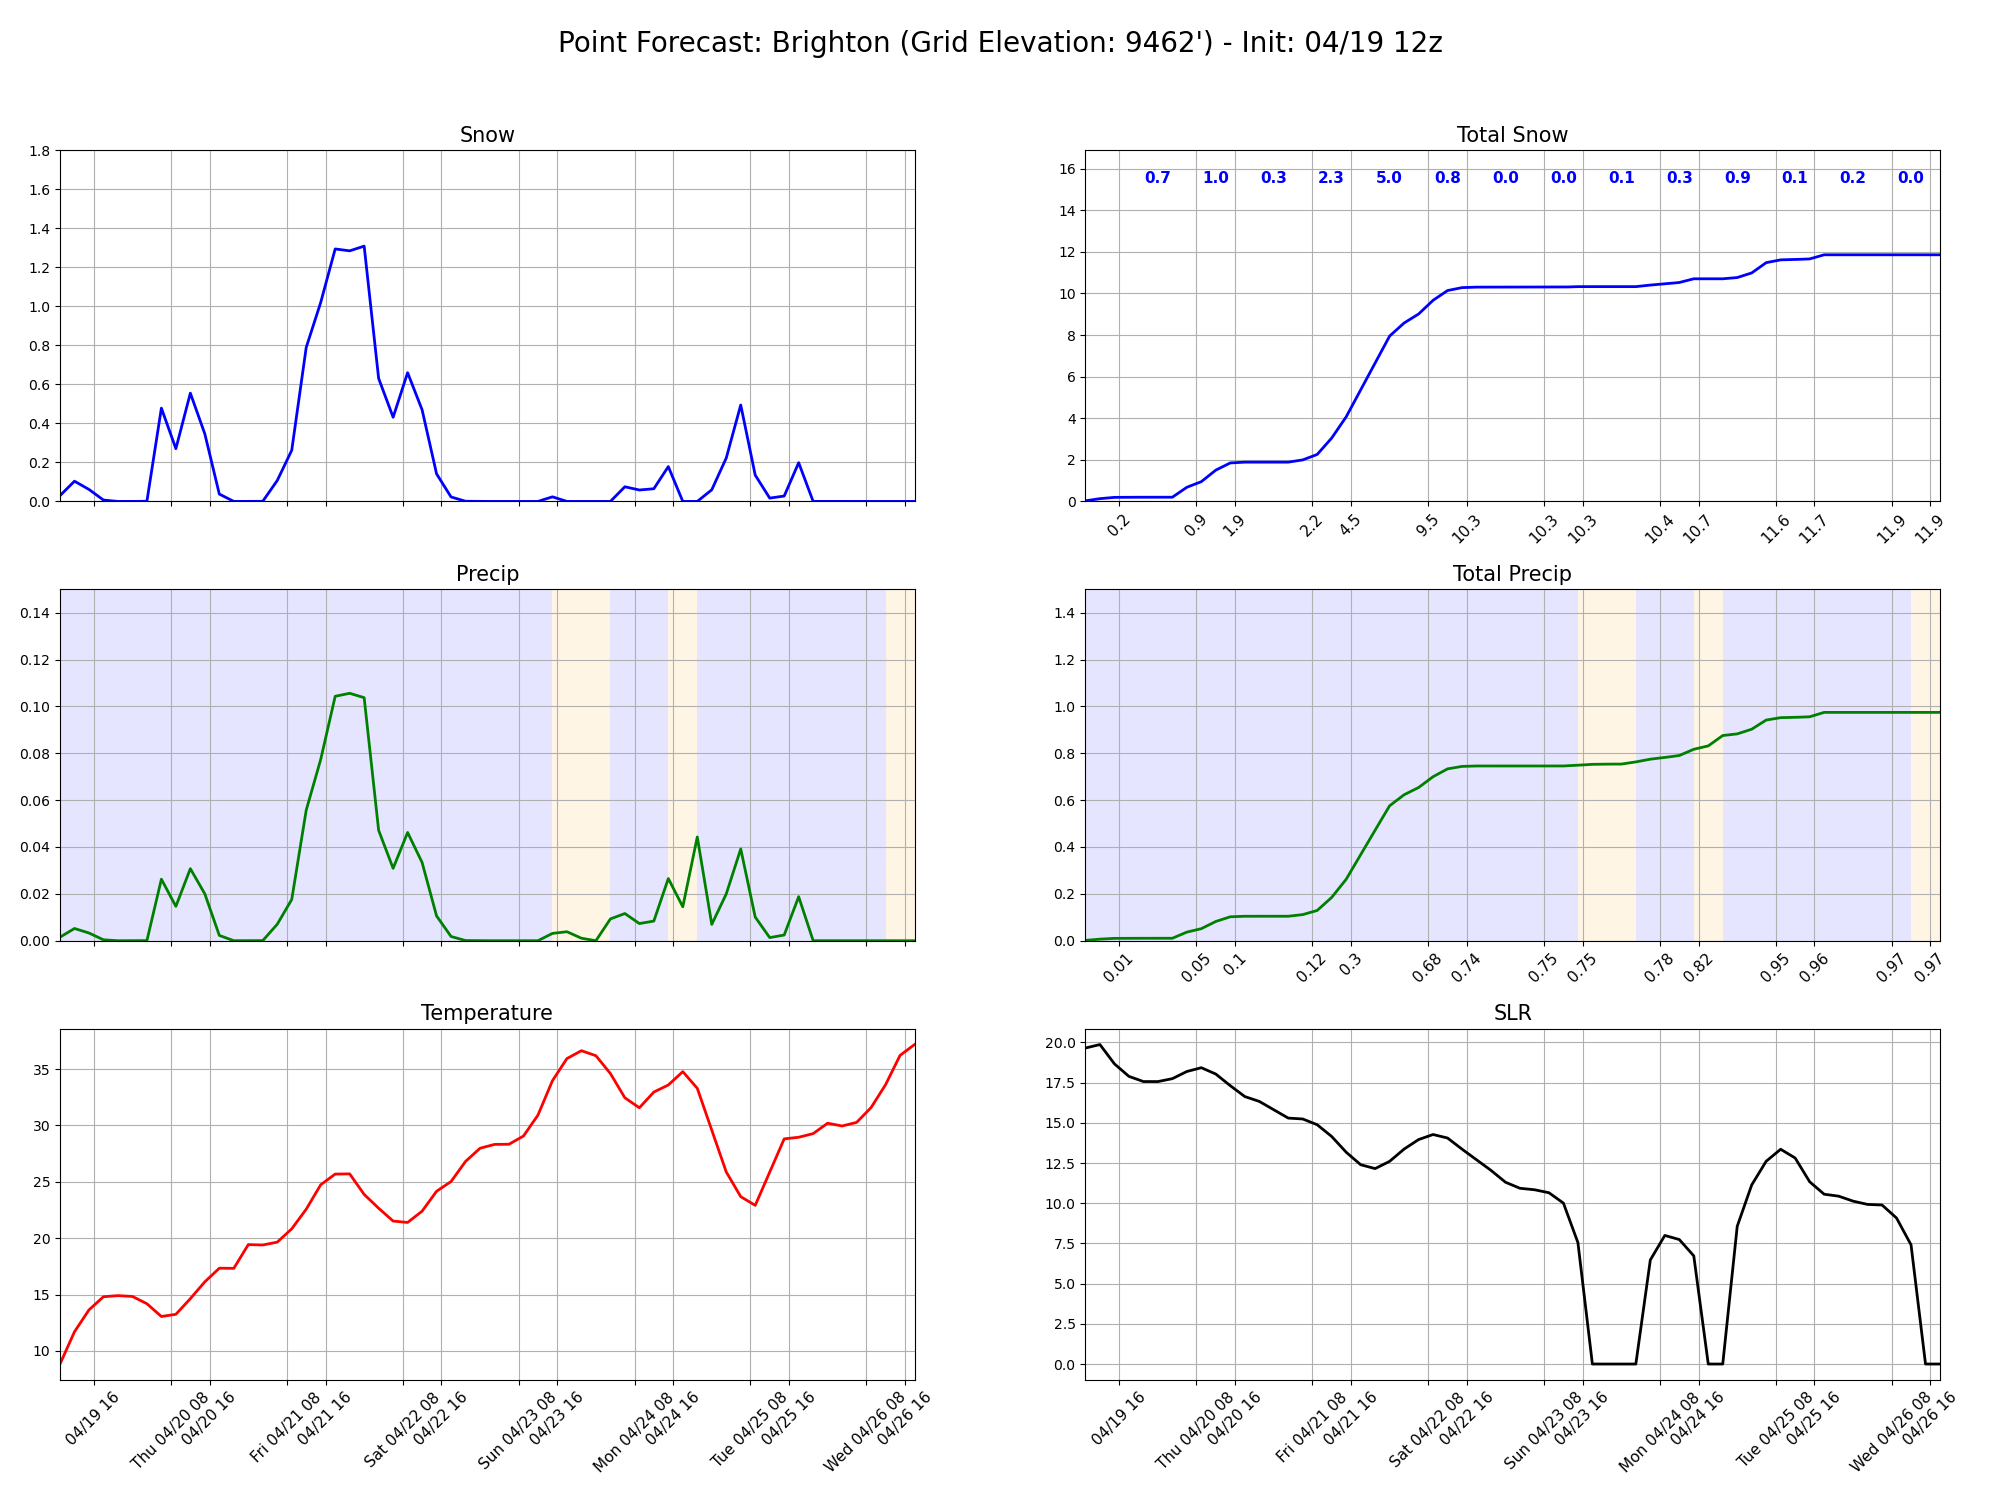 Point Forecast: Brighton (Grid Elevation: 9462') - Init: 04/19 12z
Snow
1.8
1.6
1.4
1.2
1.0
0.8
0.6
0.4
0.2
0.0
Total Snow
0.7 1.0 0.3 2.3 5.0 0.8 0.0 0.0 0.1 0.3 0.9 0.1 0.2 0.0
16
14
12
10
8
6
4
2
0
0.2 0.9 1.9 2.2 4.5 9.5 10.3 10.3 10.3 10.4 10.7 11.6 11.7 11.9 11.9
Precip
0.14
0.12
0.10
0.08
0.06
0.04
0.02
0.00
Total Precip
1.4
1.2
1.0
0.8
0.6
0.4
0.2
0.0
0.01 0.05 0.1 0.12 0.3 0.68 0.74 0.75 0.75 0.78 0.82 0.95 0.96 0.97 0.97
Temperature
35
30
25
20
15
10
04/19 16
Thu 04/20 08
04/20 16
Fri 04/21 08
04/21 16
Sat 04/22 08
04/22 16
Sun 04/23 08
04/23 16
Mon 04/24 08
04/24 16
Tue 04/25 08
04/25 16
Wed 04/26 08
04/26 16
SLR
20.0
17.5
15.0
12.5
10.0
7.5
5.0
2.5
0.0
04/19 16
Thu 04/20 08
04/20 16
Fri 04/21 08
04/21 16
Sat 04/22 08
04/22 16
Sun 04/23 08
04/23 16
Mon 04/24 08
04/24 16
Tue 04/25 08
04/25 16
Wed 04/26 08
04/26 16